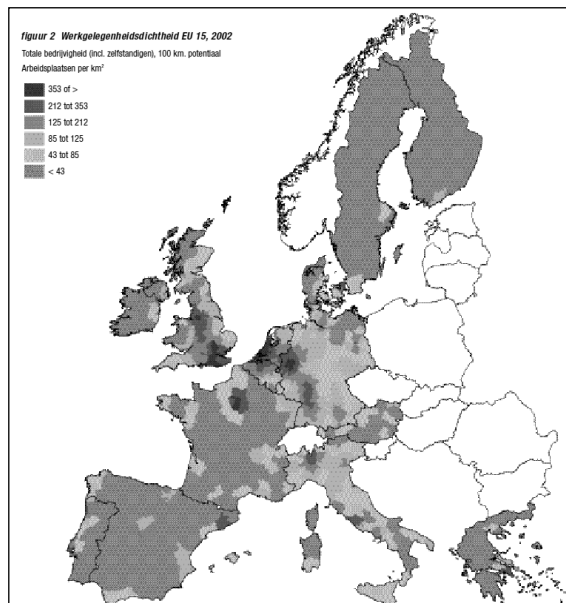 figuur 2 Werkgelegenheidsdichtheid EU 15, 2002
Totale bedrijvigheid (incl. zelfstandigen), 100 km. potentiaal
Arbeidsplaatsen per km²
353 of >
212 tot 353
125 tot 212
85 tot 125
43 tot 85
< 43